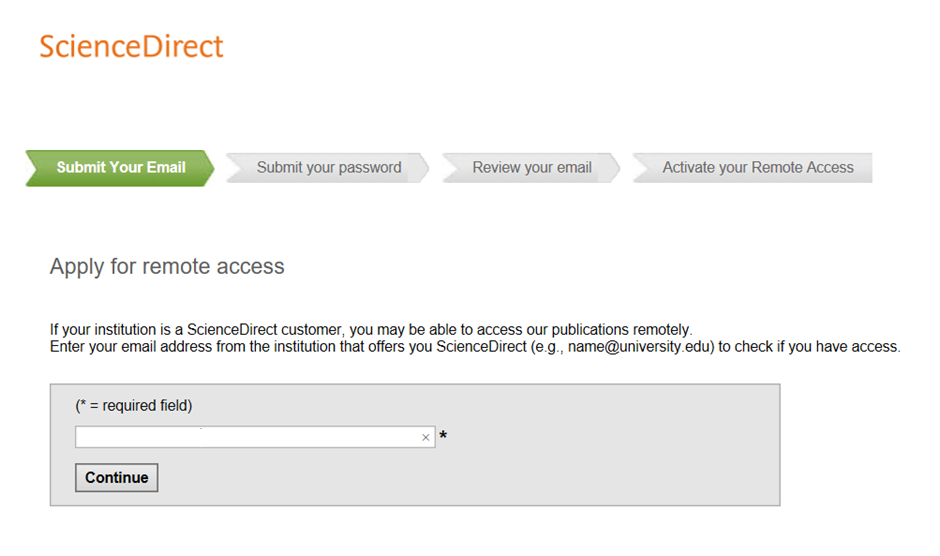 ScienceDirect
Submit Your Email
Submit your password
Review your email
Activate your Remote Access
Apply for remote access
If your institution is a ScienceDirect customer, you may be able to access our publications remotely.
Enter your email address from the institution that offers you ScienceDirect (e.g., name@university.edu) to check if you have access.
(* = required field)
× *
Continue